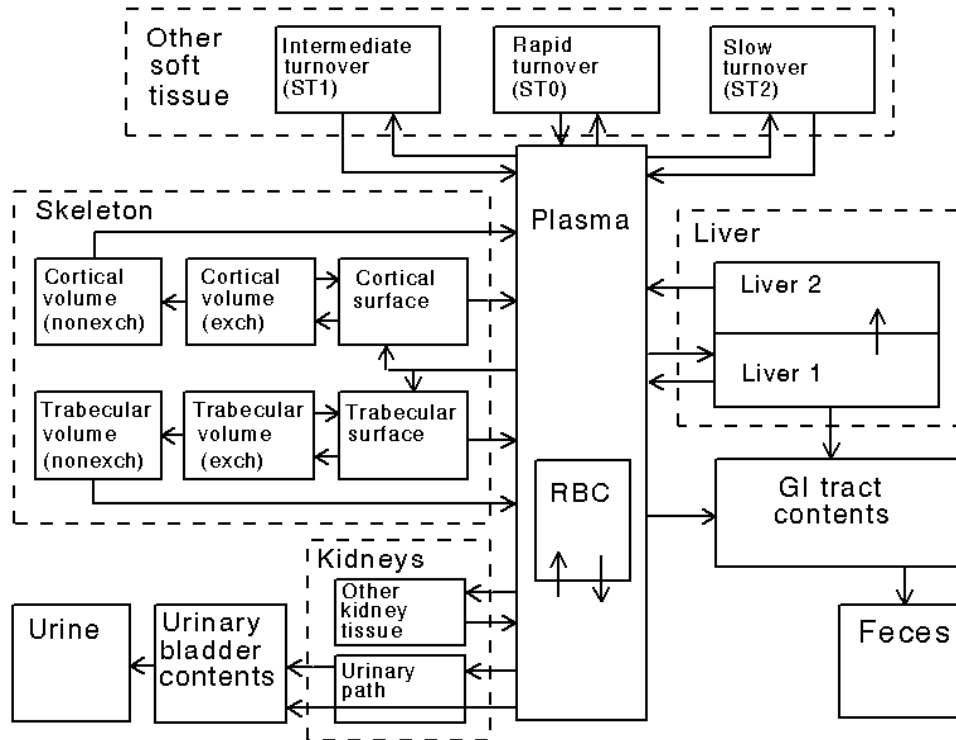 Other
soft
tissue
Intermediate
turnover
(ST1)
Rapid
turnover
(ST0)
Slow
turnover
(ST2)
Plasma
Skeleton
Cortical
volume
(nonexch)
Cortical
volume
(exch)
Cortical
surface
Trabecular
volume
(nonexch)
Trabecular
volume
(exch)
Trabecular
surface
Liver
Liver 2
Liver 1
RBC
GI tract
contents
Kidneys
Other
kidney
tissue
Urinary
path
Urine
Urinary
bladder
contents
Feces